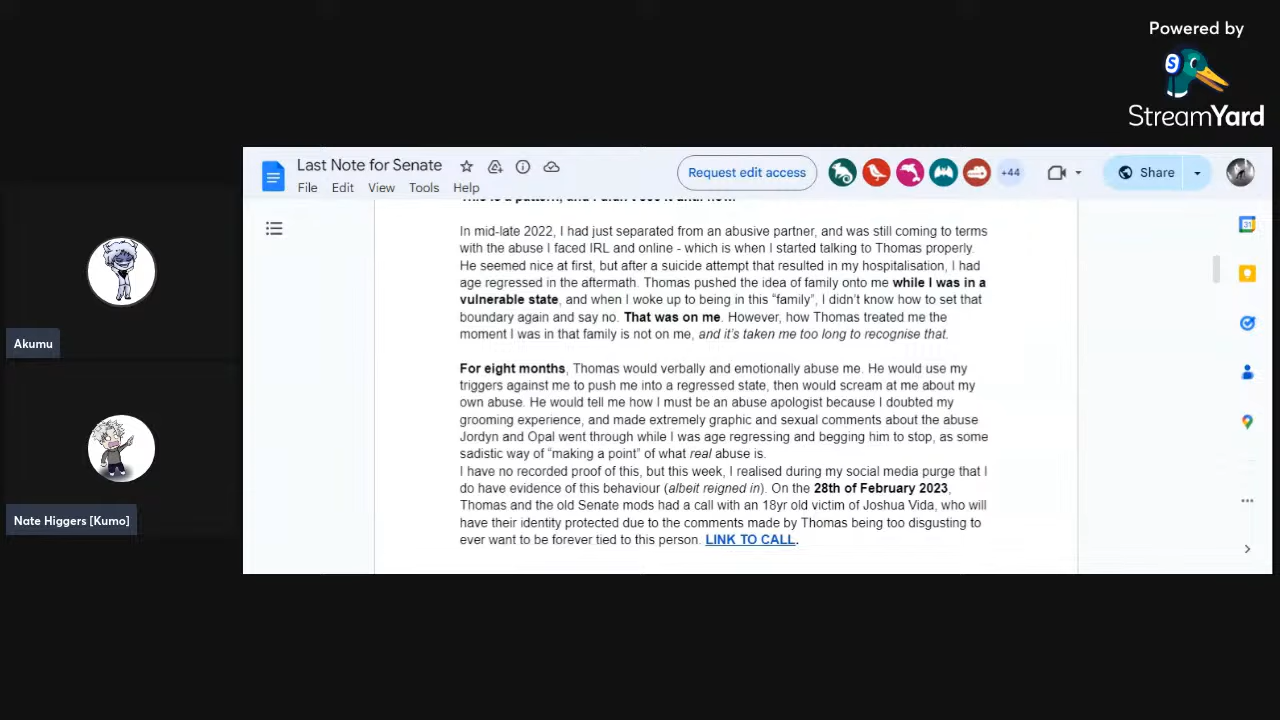 Powered by
S
StreamYard
Last Note for Senate
File Edit View Tools Help
Request edit access
+44
Share
31
In mid-late 2022, I had just separated from an abusive partner, and was still coming to terms
with the abuse I faced IRL and online - which is when I started talking to Thomas properly.
He seemed nice at first, but after a suicide attempt that resulted in my hospitalisation, I had
age regressed in the aftermath. Thomas pushed the idea of family onto me while I was in a
vulnerable state, and when I woke up to being in this “family”, I didn’t know how to set that
boundary again and say no. That was on me. However, how Thomas treated me the
moment I was in that family is not on me, and it’s taken me too long to recognise that.
For eight months, Thomas would verbally and emotionally abuse me. He would use my
triggers against me to push me into a regressed state, then would scream at me about my
own abuse. He would tell me how I must be an abuse apologist because I doubted my
grooming experience, and made extremely graphic and sexual comments about the abuse
Jordyn and Opal went through while I was age regressing and begging him to stop, as some
sadistic way of “making a point” of what real abuse is.
I have no recorded proof of this, but this week, I realised during my social media purge that I
do have evidence of this behaviour (albeit reigned in). On the 28th of February 2023,
Thomas and the old Senate mods had a call with an 18yr old victim of Joshua Vida, who will
have their identity protected due to the comments made by Thomas being too disgusting to
ever want to be forever tied to this person. LINK TO CALL.
Akumu
Nate Higgers [Kumo]